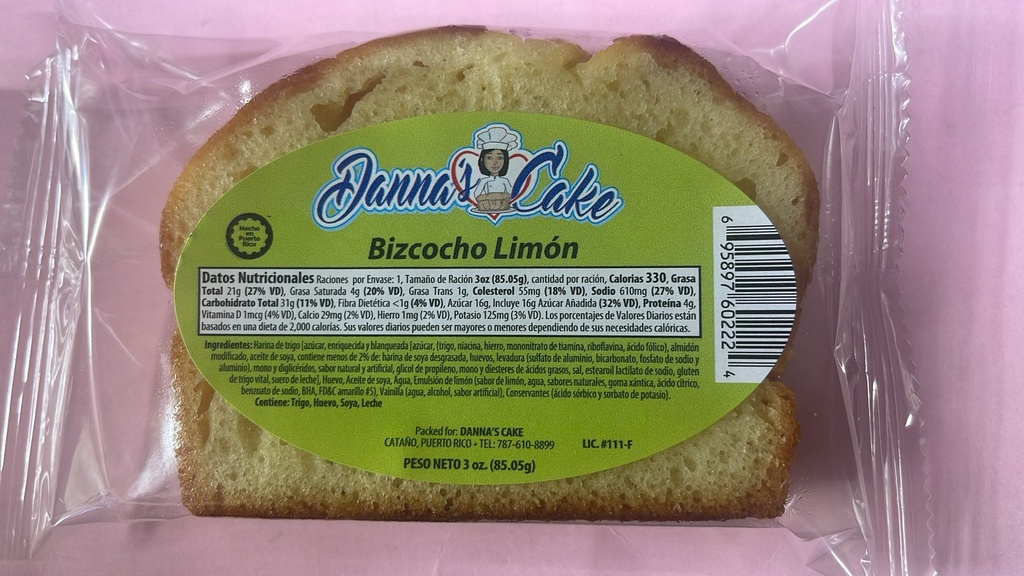 Danna's Cake
Hecho
en
Puerto
Rico
Bizcocho Limón
Datos Nutricionales Raciones por Envase: 1, Tamaño de Ración 3oz (85.05g), cantidad por ración, Calorías 330, Grasa
Total 21g (27% VD), Grasa Saturada 4g (20% VD), Grasa Trans 1g, Colesterol 55mg (18% VD), Sodio 610mg (27% VD),
Carbohidrato Total 31g (11% VD), Fibra Dietética <1g (4% VD), Azúcar 16g, Incluye 16g Azúcar Añadida (32% VD), Proteína 4g,
Vitamina D 1mcg (4% VD), Calcio 29mg (2% VD), Hierro 1mg (2% VD), Potasio 125mg (3% VD). Los porcentajes de Valores Diarios están
basados en una dieta de 2,000 calorías. Sus valores diarios pueden ser mayores o menores dependiendo de sus necesidades calóricas.
Ingredientes: Harina de trigo [azúcar, enriquecida y blanqueada [azúcar, (trigo, niacina, hierro, mononitrato de tiamina, riboflavina, ácido fólico), almidón
modificado, aceite de soya, contiene menos de 2% de: harina de soya desgrasada, huevos, levadura (sulfato de aluminio, bicarbonato, fosfato de sodio y
aluminio), mono y diglicéridos, sabor natural y artificial, glicol de propileno, mono y diesteres de ácidos grasos, sal, estearoil lactilato de sodio, gluten
de trigo vital, suero de leche], Huevo, Aceite de soya, Agua, Emulsión de limón (sabor de limón, agua, sabores naturales, goma xántica, ácido cítrico,
benzoato de sodio, BHA, FD&C amarillo #5), Vainilla (agua, alcohol, sabor artificial), Conservantes (ácido sórbico y sorbato de potasio).
Contiene: Trigo, Huevo, Soya, Leche
Packed for: DANNA'S CAKE
CATAÑO, PUERTO RICO • TEL: 787-610-8899 LIC. #111-F
PESO NETO 3 oz. (85.05g)
6 95887 60222 4